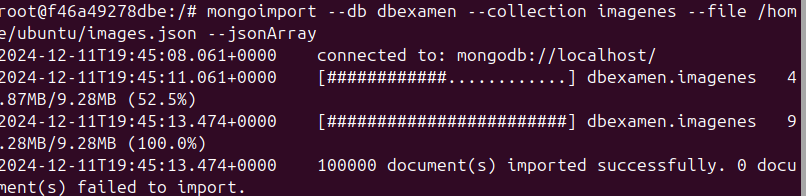 root@f46a49278dbe:/# mongoimport --db dbexamen --collection imagenes --file /hom
e/ubuntu/images.json --jsonArray
2024-12-11T19:45:08.061+0000    connected to: mongodb://localhost/
2024-12-11T19:45:11.061+0000    [############............] dbexamen.imagenes   4
.87MB/9.28MB (52.5%)
2024-12-11T19:45:13.474+0000    [########################] dbexamen.imagenes   9
.28MB/9.28MB (100.0%)
2024-12-11T19:45:13.474+0000    100000 document(s) imported successfully. 0 docu
ment(s) failed to import.